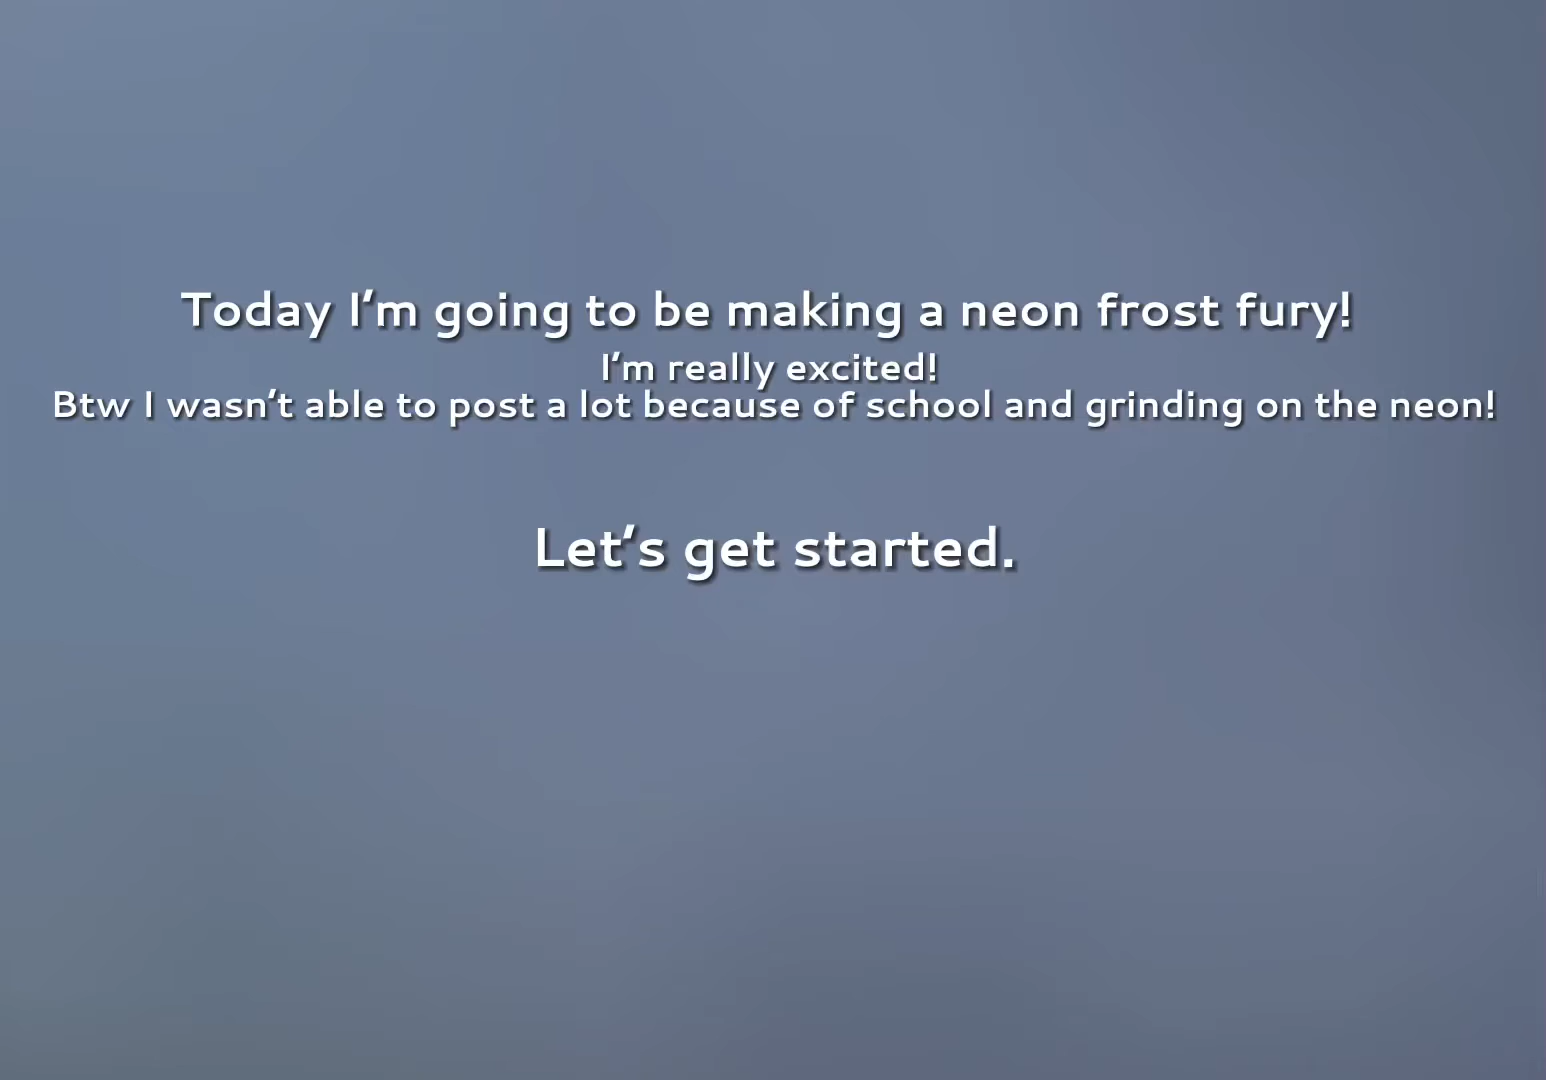 Today I'm going to be making a neon frost fury!
I'm really excited!
Btw I wasn't able to post a lot because of school and grinding on the neon!
Let's get started.